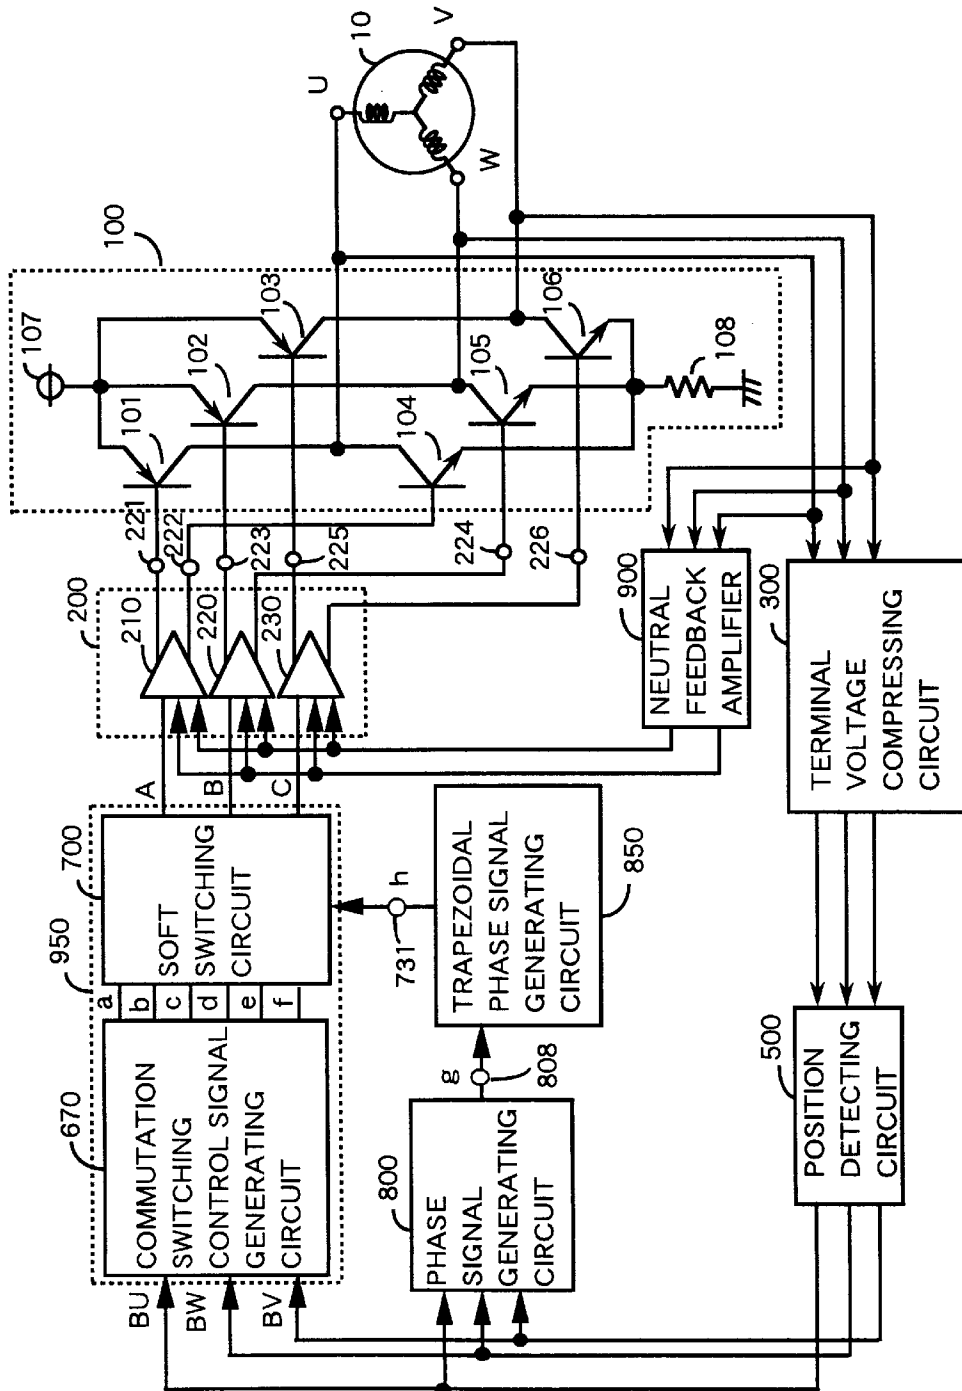 10
V
U
W
107
100
103
106
102
105
108
101
104
221
222
223
225
224
226
200
210
220
230
900
NEUTRAL
FEEDBACK
AMPLIFIER
300
TERMINAL
VOLTAGE
COMPRESSING
CIRCUIT
A
B
C
950
700
SOFT
SWITCHING
CIRCUIT
h
731
TRAPEZOIDAL
PHASE SIGNAL
GENERATING
CIRCUIT
850
a
b
c
d
e
f
670
COMMUTATION
SWITCHING
CONTROL SIGNAL
GENERATING
CIRCUIT
g
808
800
PHASE
SIGNAL
GENERATING
CIRCUIT
500
POSITION
DETECTING
CIRCUIT
BU
BW
BV